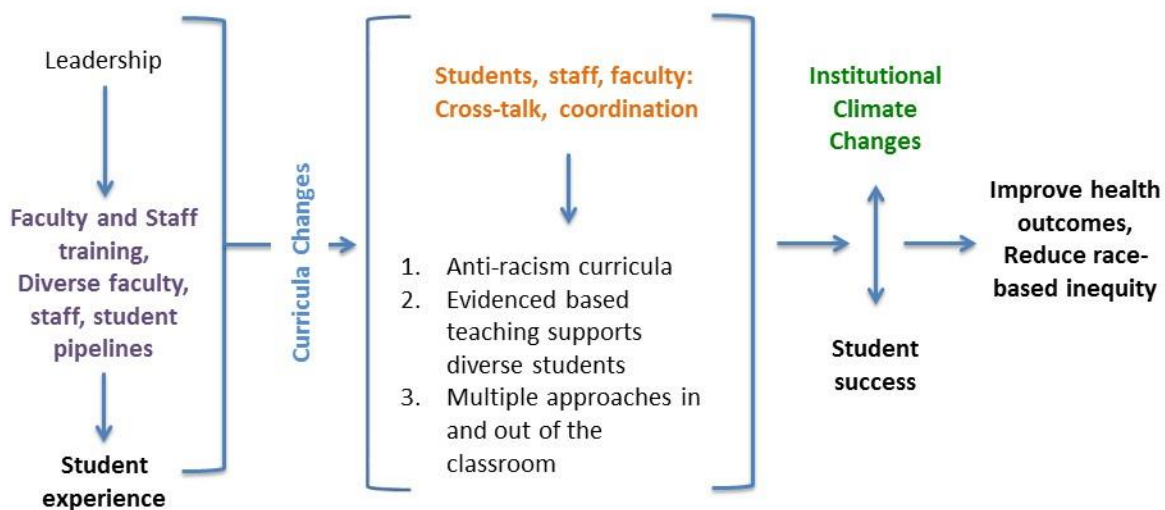 Leadership
Faculty and Staff
training,
Diverse faculty,
staff, student
pipelines
Student
experience
Curricula Changes
Students, staff, faculty:
Cross-talk, coordination
1. Anti-racism curricula
2. Evidenced based
teaching supports
diverse students
3. Multiple approaches in
and out of the
classroom
Institutional
Climate
Changes
Student
success
Improve health
outcomes,
Reduce race-
based inequity